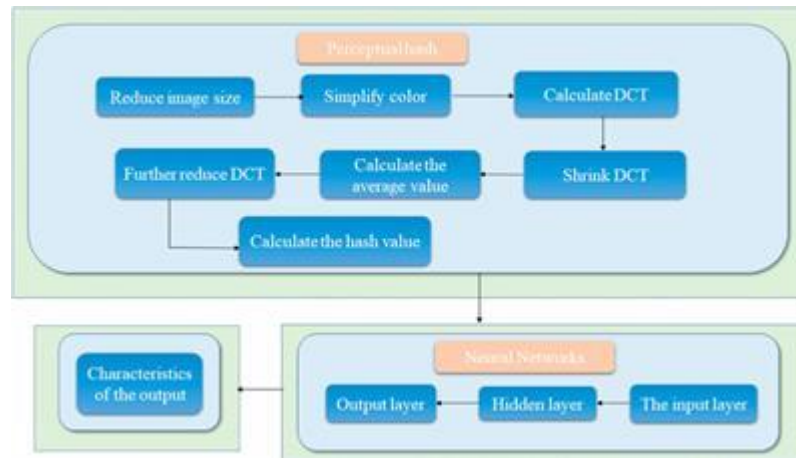 Perceptual hash
Reduce image size
Simplify color
Calculate DCT
Further reduce DCT
Calculate the
average value
Shrink DCT
Calculate the hash value
Characteristics
of the output
Neural Networks
Output layer
Hidden layer
The input layer